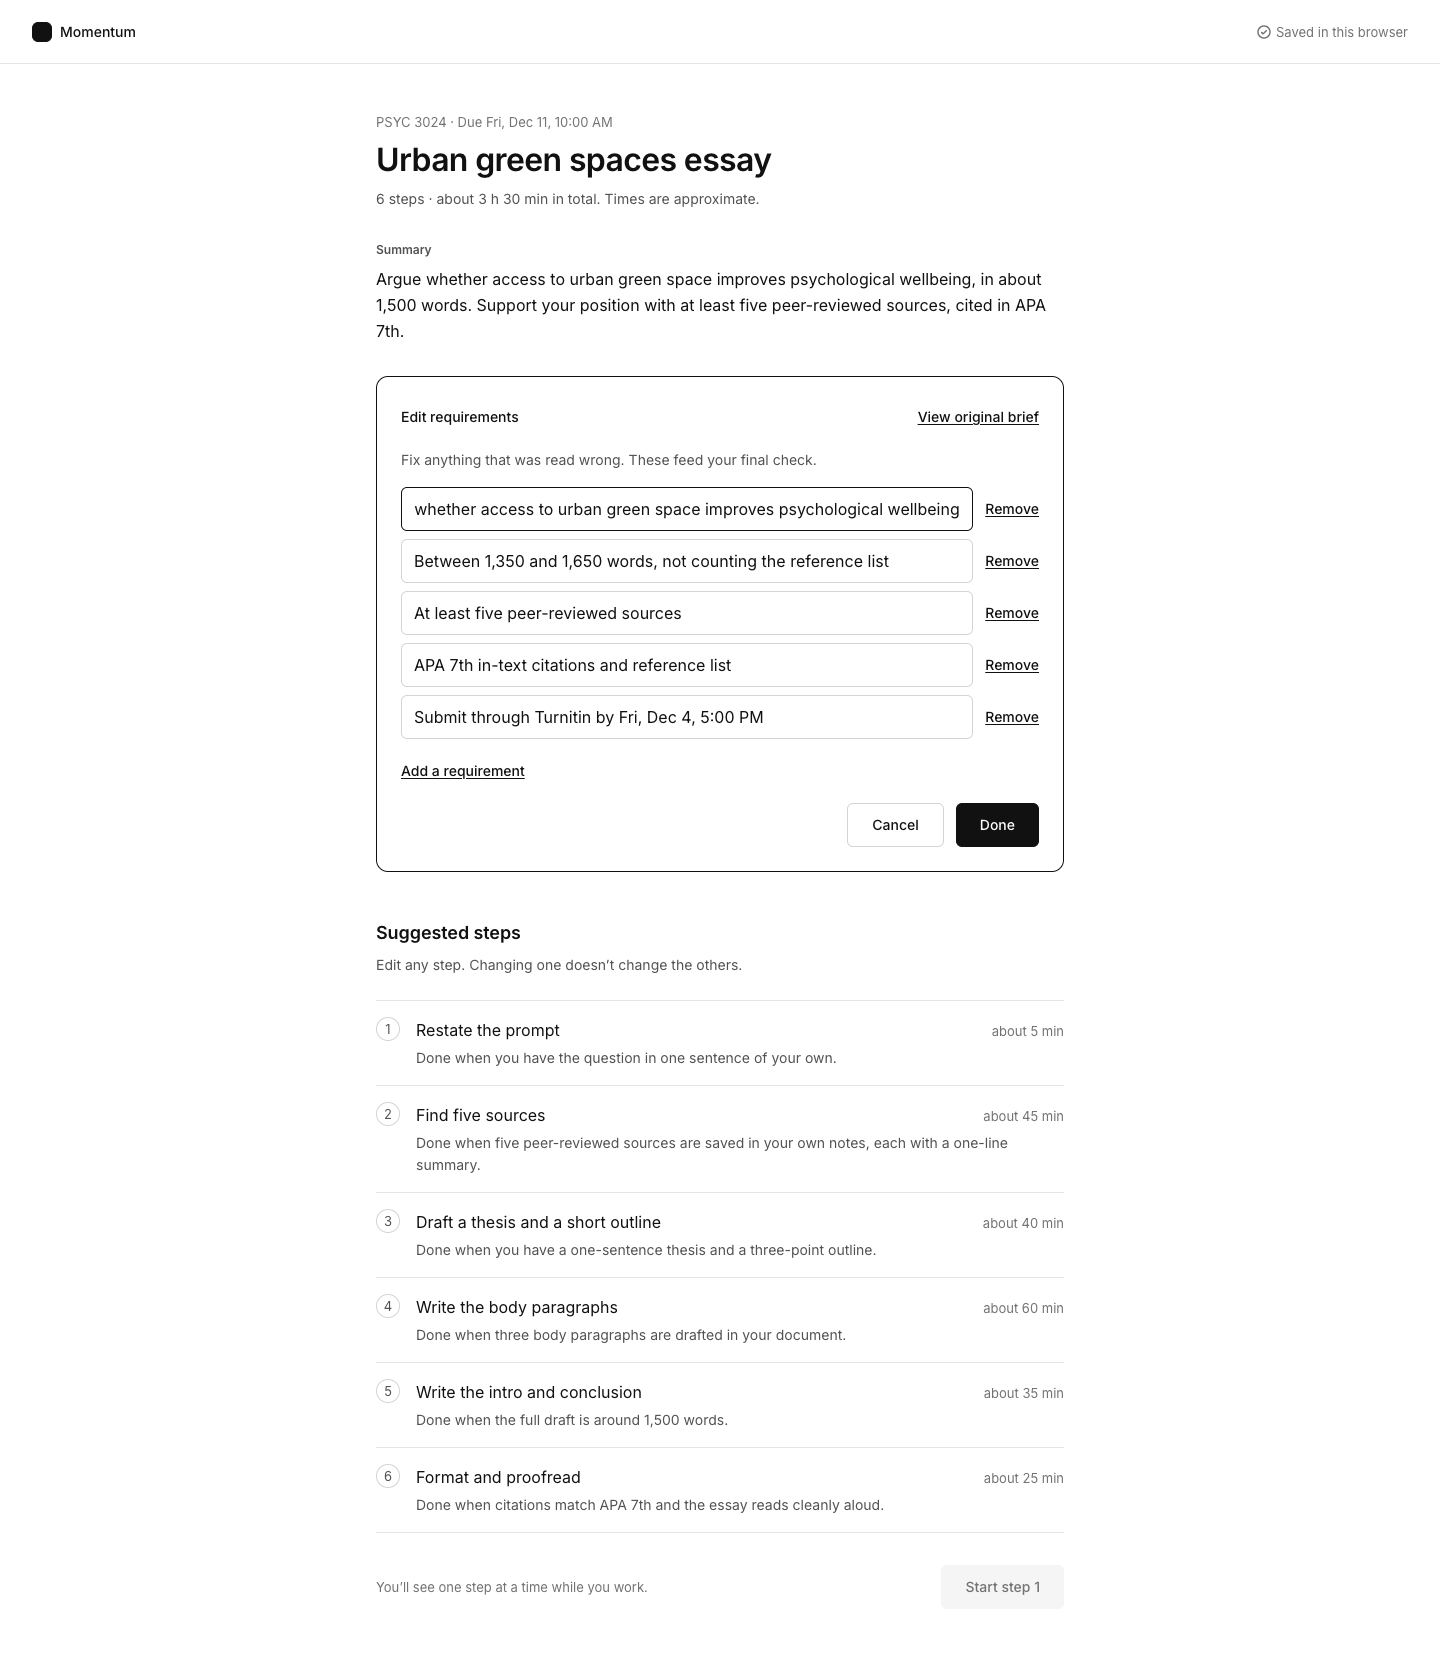 Momentum
Saved in this browser
PSYC 3024 · Due Fri, Dec 11, 10:00 AM
Urban green spaces essay
6 steps · about 3 h 30 min in total. Times are approximate.
Summary
Argue whether access to urban green space improves psychological wellbeing, in about
1,500 words. Support your position with at least five peer-reviewed sources, cited in APA
7th.
Edit requirements
View original brief
Fix anything that was read wrong. These feed your final check.
whether access to urban green space improves psychological wellbeing
Remove
Between 1,350 and 1,650 words, not counting the reference list
Remove
At least five peer-reviewed sources
Remove
APA 7th in-text citations and reference list
Remove
Submit through Turnitin by Fri, Dec 4, 5:00 PM
Remove
Add a requirement
Cancel
Done
Suggested steps
Edit any step. Changing one doesn’t change the others.
1
Restate the prompt
about 5 min
Done when you have the question in one sentence of your own.
2
Find five sources
about 45 min
Done when five peer-reviewed sources are saved in your own notes, each with a one-line
summary.
3
Draft a thesis and a short outline
about 40 min
Done when you have a one-sentence thesis and a three-point outline.
4
Write the body paragraphs
about 60 min
Done when three body paragraphs are drafted in your document.
5
Write the intro and conclusion
about 35 min
Done when the full draft is around 1,500 words.
6
Format and proofread
about 25 min
Done when citations match APA 7th and the essay reads cleanly aloud.
You’ll see one step at a time while you work.
Start step 1